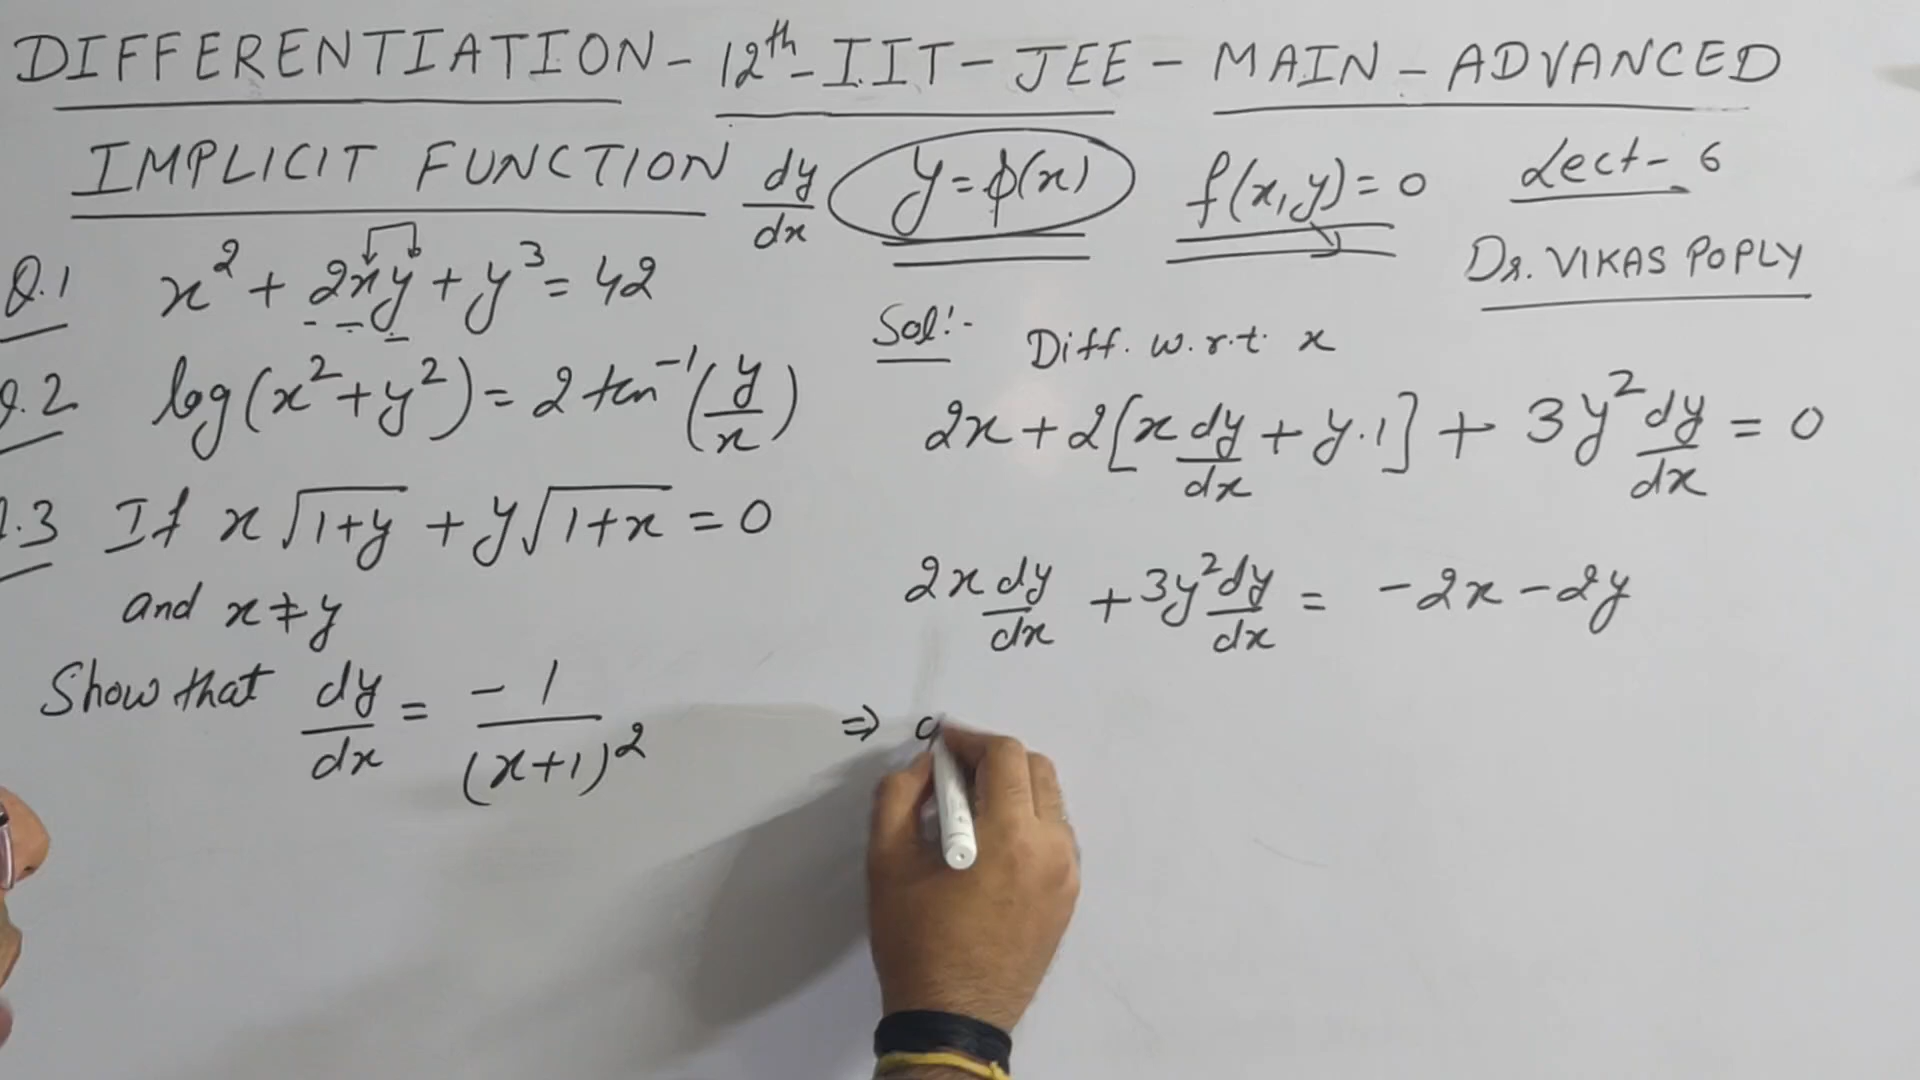 DIFFERENTIATION - 12th - IIT - JEE - MAIN - ADVANCED
IMPLICIT FUNCTION dy/dx y = ϕ(x) f(x,y) = 0 Lect - 6
Dr. VIKAS POPLY
Q.1 x² + 2xy + y³ = 42
Q.2 log(x² + y²) = 2 tan⁻¹(y/x)
Q.3 If x√(1+y) + y√(1+x) = 0
and x ≠ y
Show that dy/dx = -1/(x+1)²
Sol:- Diff. w.r.t. x
2x + 2[x dy/dx + y.1] + 3y² dy/dx = 0
2x dy/dx + 3y² dy/dx = -2x - 2y
⇒